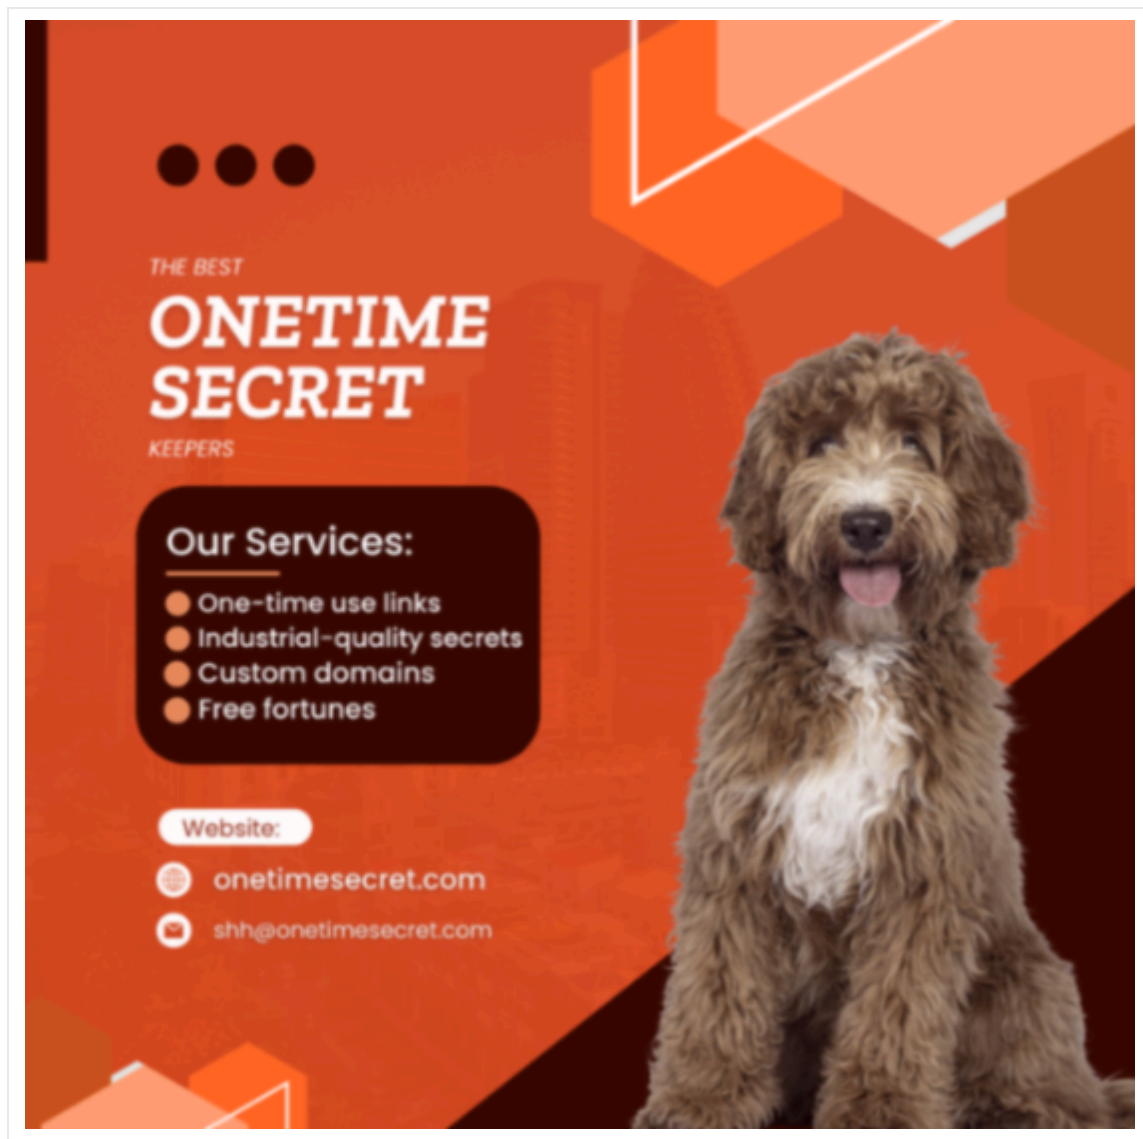 THE BEST
ONETIME
SECRET
KEEPERS
Our Services:
One-time use links
Industrial-quality secrets
Custom domains
Free fortunes
Website:
onetimesecret.com
shh@onetimesecret.com